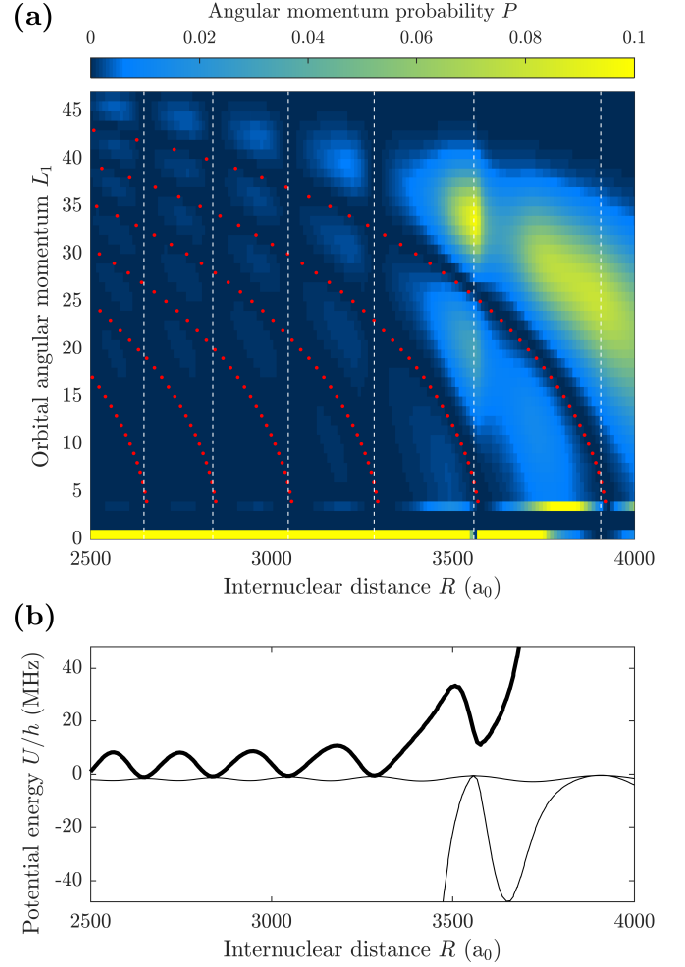 (a)
Angular momentum probability P
0 0.02 0.04 0.06 0.08 0.1
Orbital angular momentum L₁
45
40
35
30
25
20
15
10
5
0
2500 3000 3500 4000
Internuclear distance R (a₀)
(b)
Potential energy U/h (MHz)
40
20
0
-20
-40
2500 3000 3500 4000
Internuclear distance R (a₀)